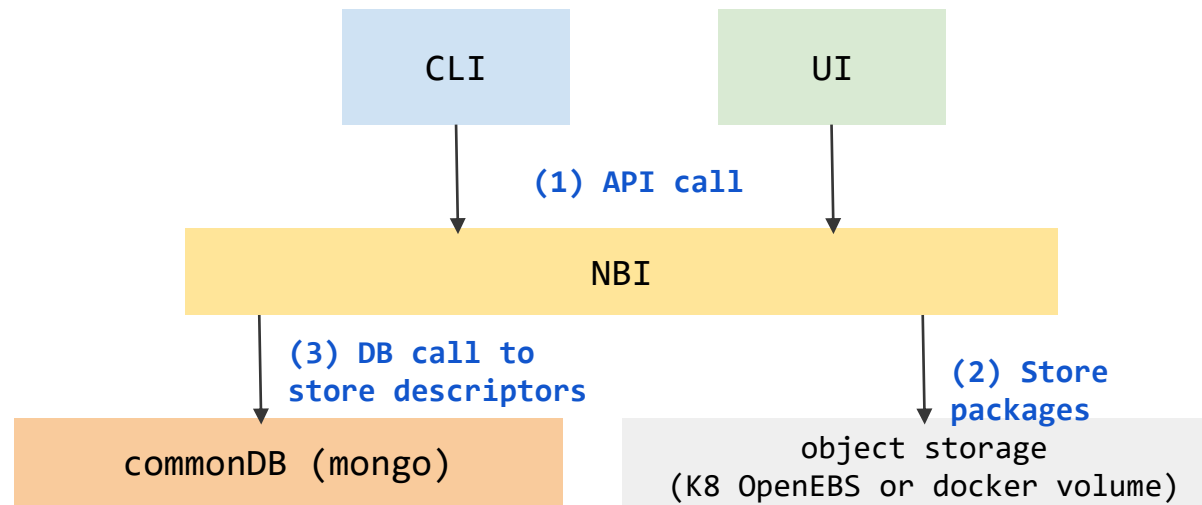 CLI
UI
(1) API call
NBI
(3) DB call to
store descriptors
(2) Store
packages
commonDB (mongo)
object storage
(K8 OpenEBS or docker volume)